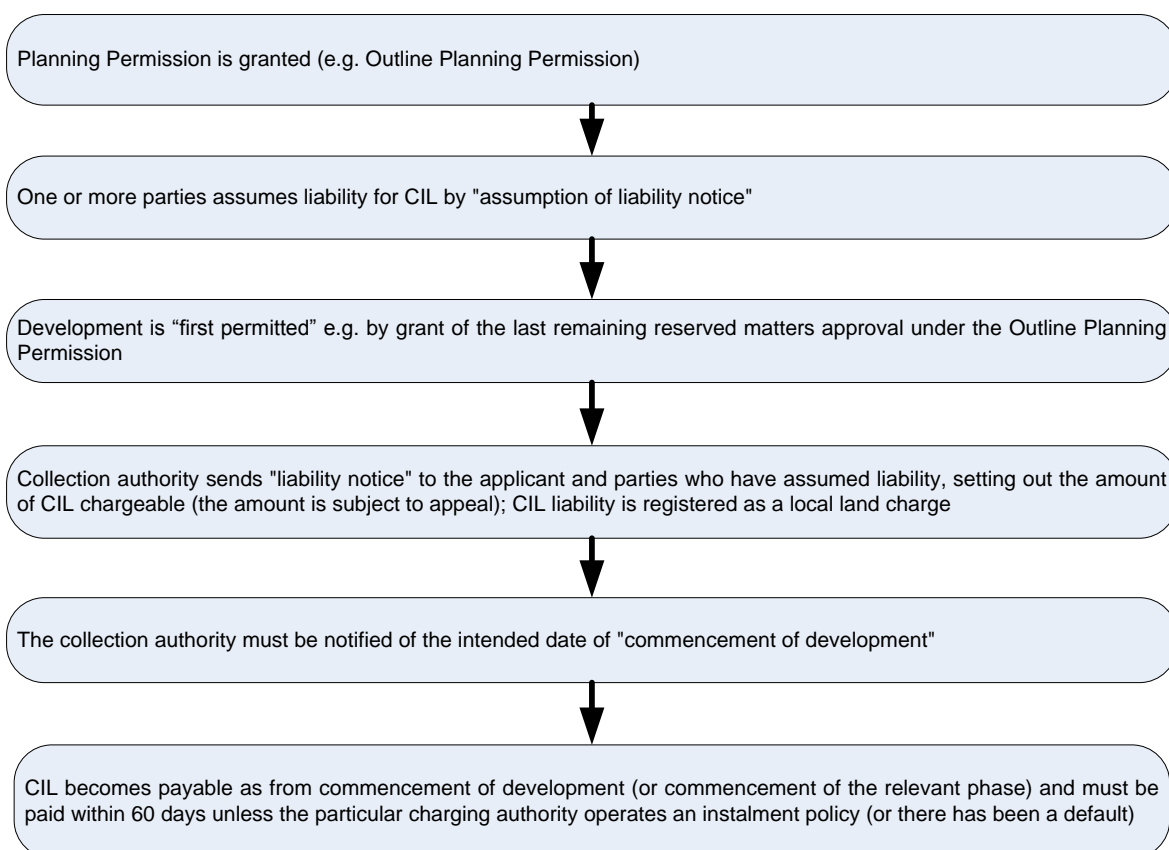 Planning Permission is granted (e.g. Outline Planning Permission)
One or more parties assumes liability for CIL by "assumption of liability notice"
Development is “first permitted” e.g. by grant of the last remaining reserved matters approval under the Outline Planning
Permission
Collection authority sends "liability notice" to the applicant and parties who have assumed liability, setting out the amount
of CIL chargeable (the amount is subject to appeal); CIL liability is registered as a local land charge
The collection authority must be notified of the intended date of "commencement of development"
CIL becomes payable as from commencement of development (or commencement of the relevant phase) and must be
paid within 60 days unless the particular charging authority operates an instalment policy (or there has been a default)